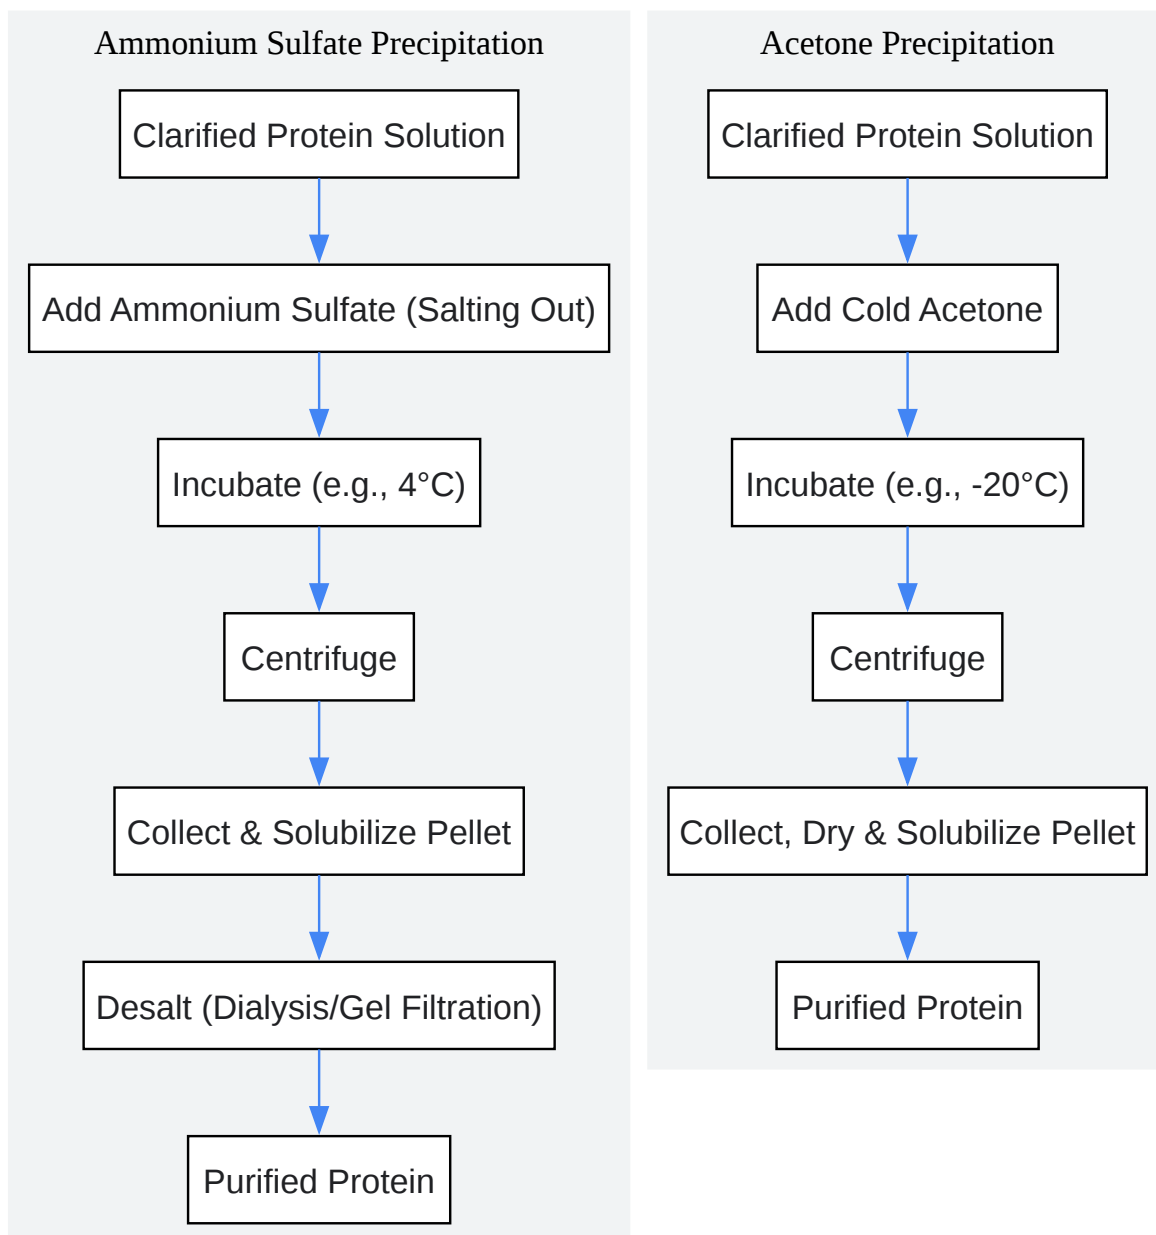 Ammonium Sulfate Precipitation
Clarified Protein Solution
Add Ammonium Sulfate (Salting Out)
Incubate (e.g., 4°C)
Centrifuge
Collect & Solubilize Pellet
Desalt (Dialysis/Gel Filtration)
Purified Protein
Acetone Precipitation
Clarified Protein Solution
Add Cold Acetone
Incubate (e.g., -20°C)
Centrifuge
Collect, Dry & Solubilize Pellet
Purified Protein